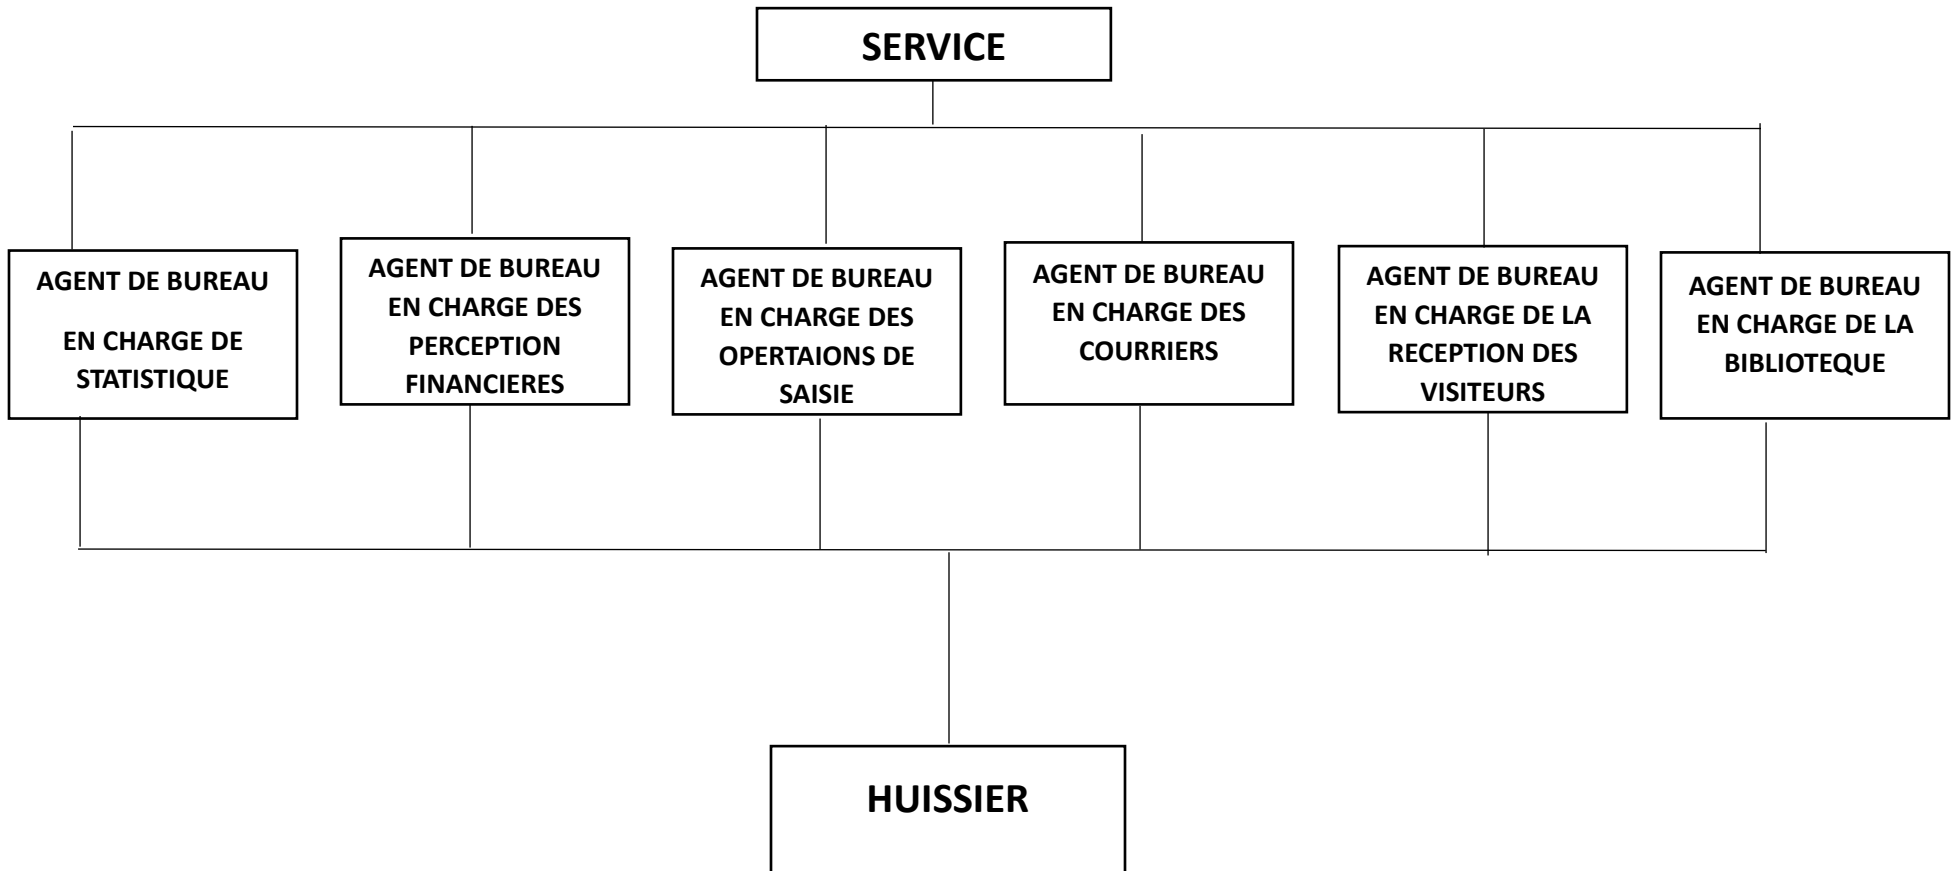 SERVICE
AGENT DE BUREAU
EN CHARGE DE
STATISTIQUE
AGENT DE BUREAU
EN CHARGE DES
PERCEPTION
FINANCIERES
AGENT DE BUREAU
EN CHARGE DES
OPERTAIONS DE
SAISIE
AGENT DE BUREAU
EN CHARGE DES
COURRIERS
AGENT DE BUREAU
EN CHARGE DE LA
RECEPTION DES
VISITEURS
AGENT DE BUREAU
EN CHARGE DE LA
BIBLIOTEQUE
HUISSIER